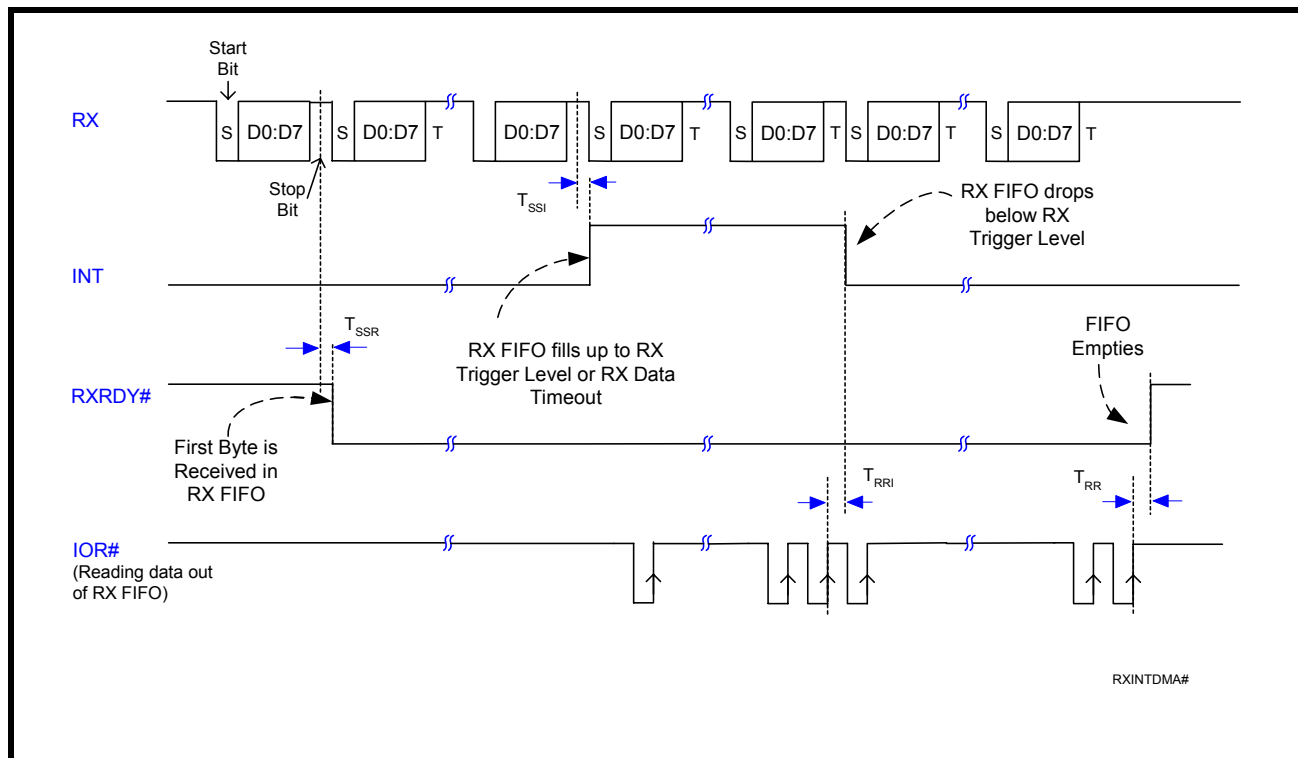 Start
Bit
RX
S
D0:D7
S
D0:D7
T
D0:D7
S
D0:D7
T
S
D0:D7
T
S
D0:D7
T
S
D0:D7
T
Stop
Bit
TSSI
RX FIFO drops
below RX
Trigger Level
INT
TSSR
RX FIFO fills up to RX
Trigger Level or RX Data
Timeout
FIFO
Empties
RXRDY#
First Byte is
Received in
RX FIFO
TRRI
TRR
IOR#
(Reading data out
of RX FIFO)
RXINTDMA#